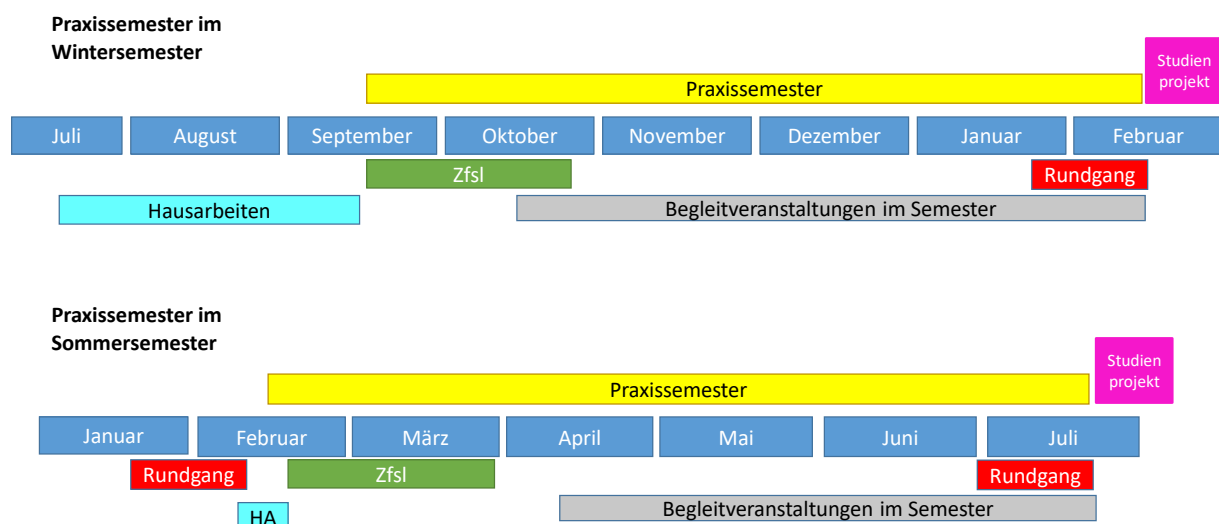 Praxissemester im
Wintersemester
Studien
projekt
Praxissemester
Juli August September Oktober November Dezember Januar Februar
Zfsl Rundgang
Hausarbeiten Begleitveranstaltungen im Semester
Praxissemester im
Sommersemester
Studien
projekt
Praxissemester
Januar Februar März April Mai Juni Juli
Rundgang Zfsl Rundgang
HA Begleitveranstaltungen im Semester